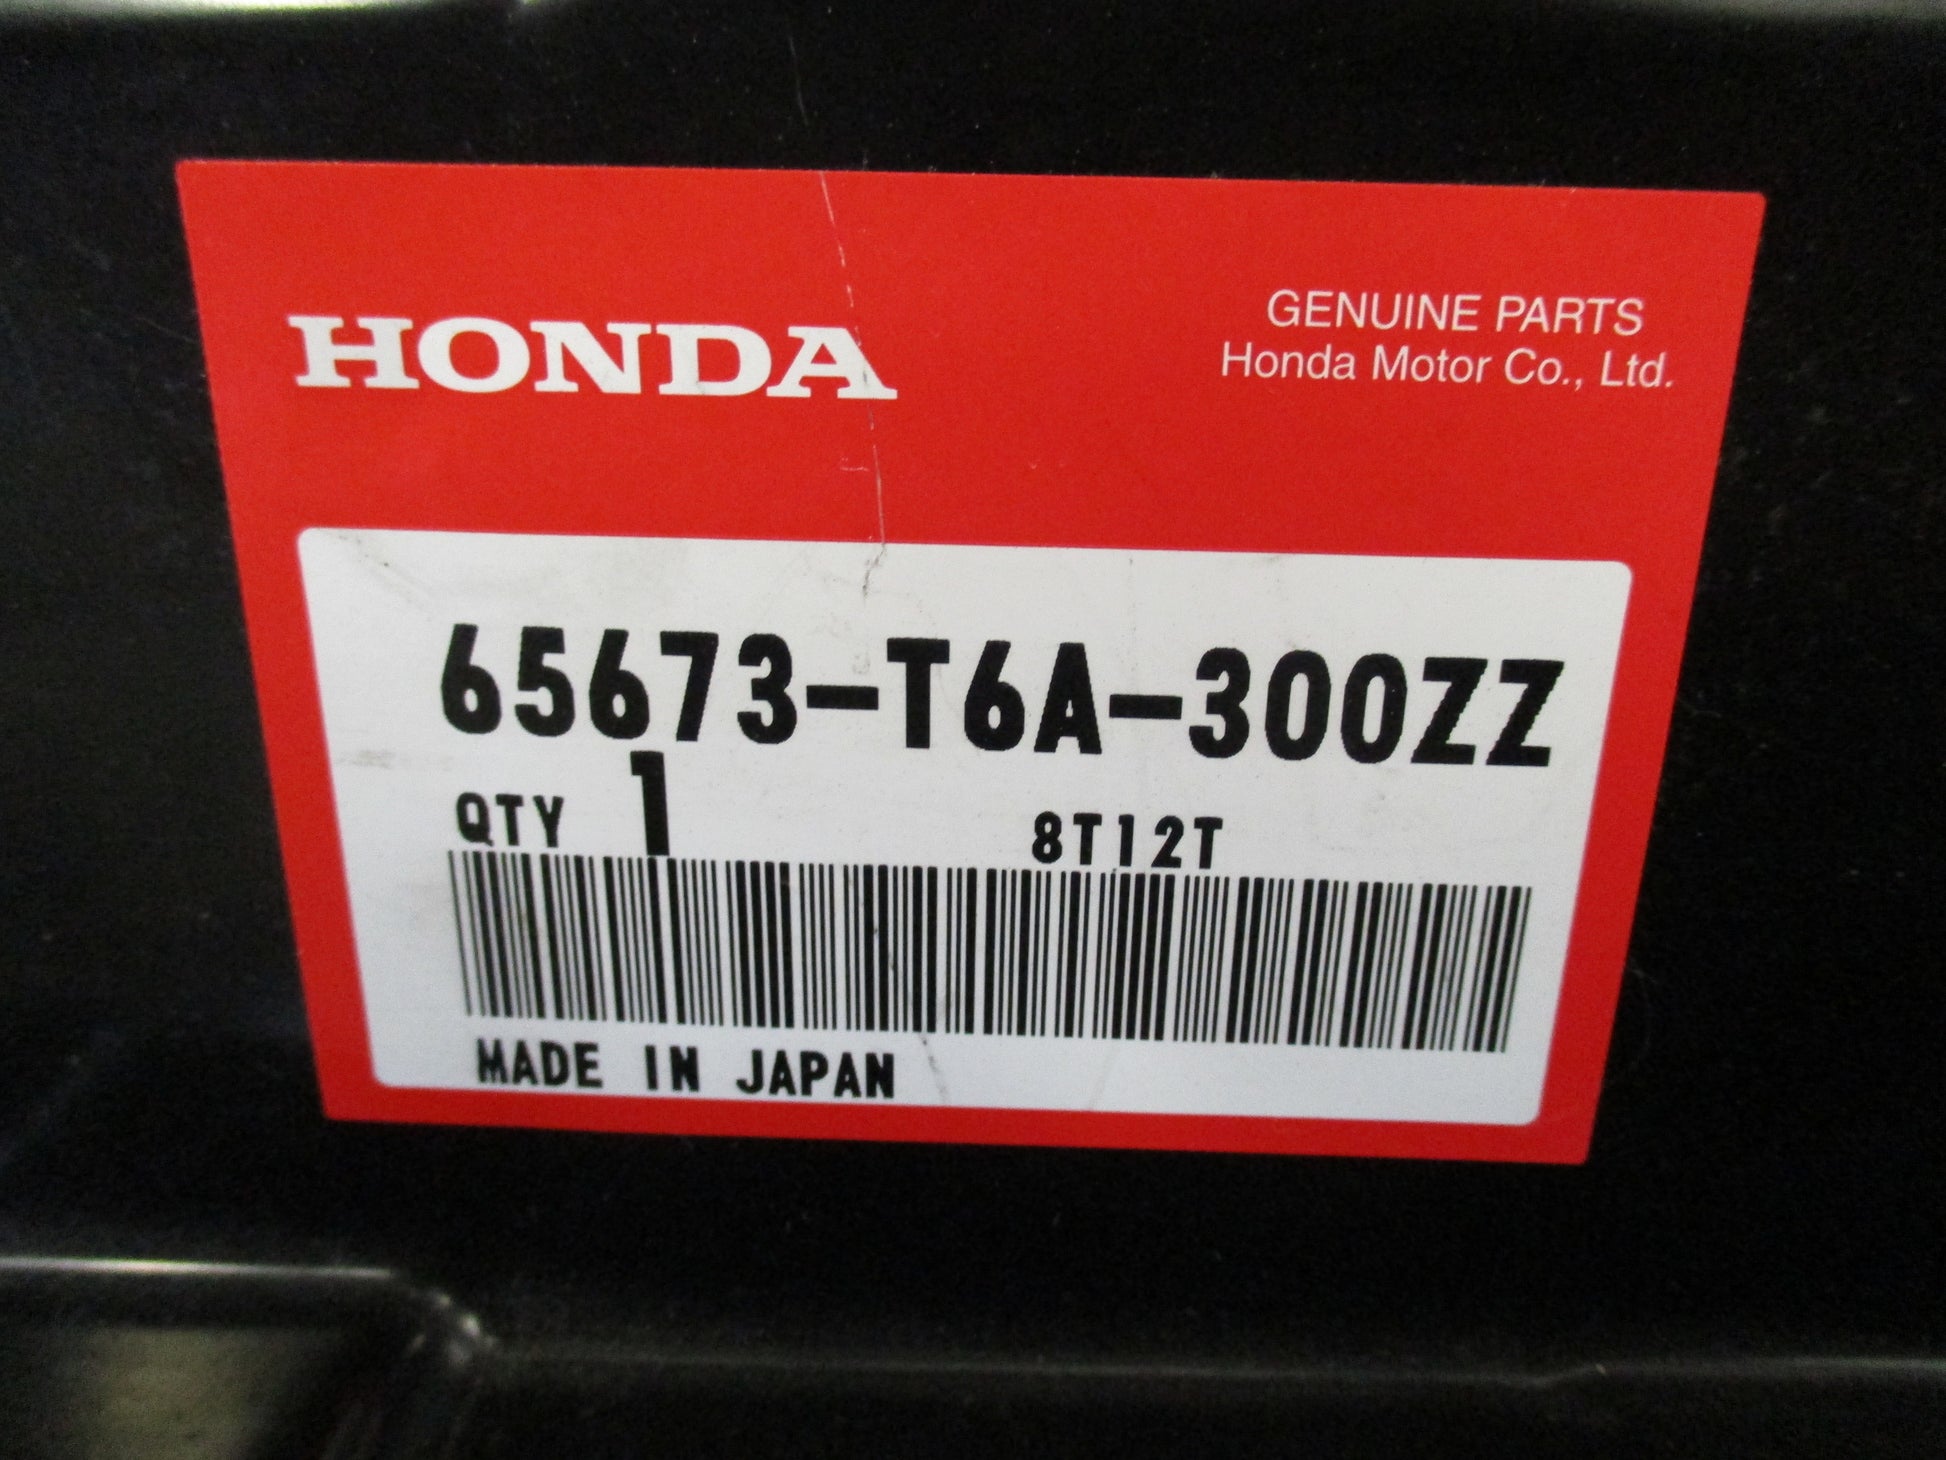 HONDA
GENUINE PARTS
Honda Motor Co., Ltd.
65673-T6A-300ZZ
QTY 1 8T12T
MADE IN JAPAN